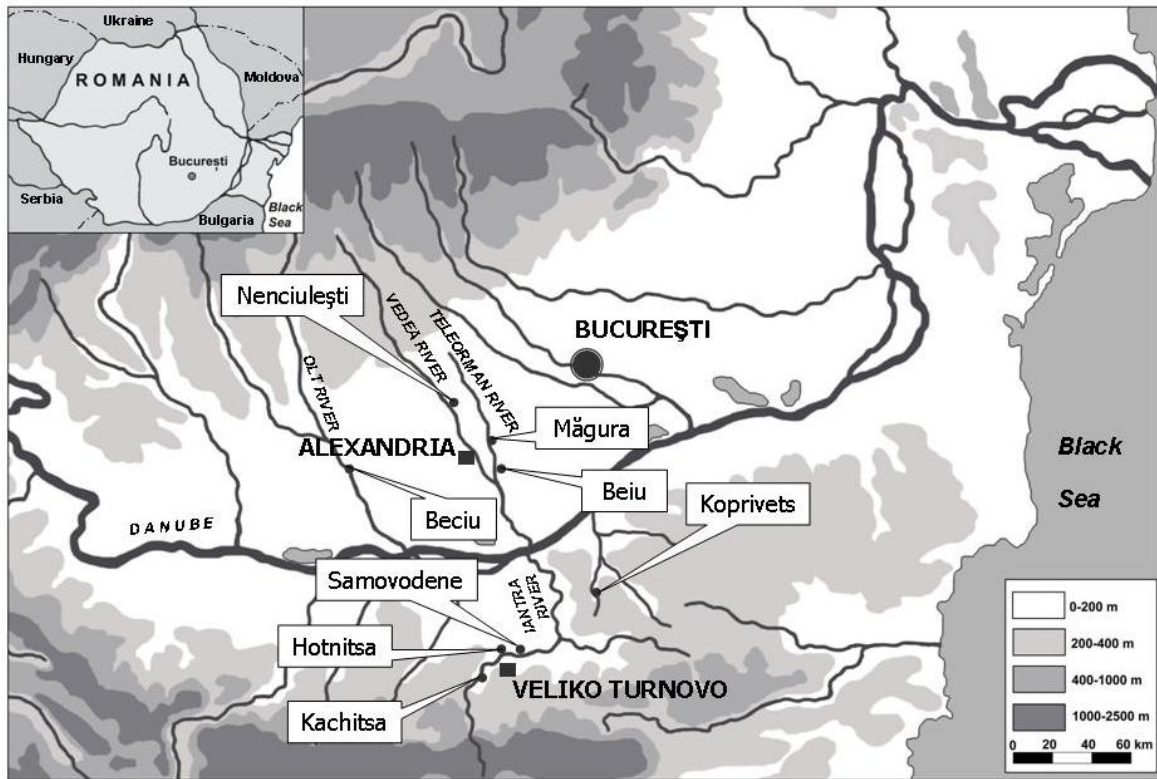 Ukraine
Hungary
ROMANIA
Moldova
Bucureşti
Serbia
Bulgaria
Black
Sea
Nenciuleşti
VEDEA RIVER
TELEORMAN RIVER
BUCUREŞTI
OLT RIVER
Măgura
ALEXANDRIA
Beciu
Beiu
Koprivets
Black
Sea
DANUBE
Samovodene
IANTRA
RIVER
Hotnitsa
VELIKO TURNOVO
Kachitsa
0-200 m
200-400 m
400-1000 m
1000-2500 m
0 20 40 60 km